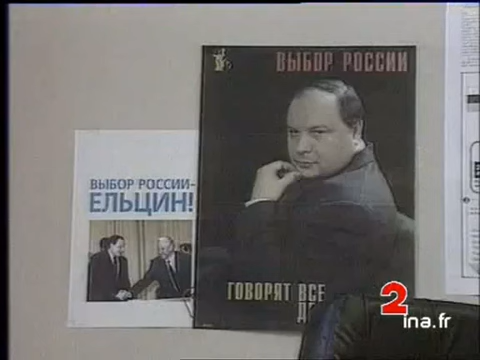 ВЫБОР РОССИИ-
ЕЛЬЦИН!
ВЫБОР РОССИИ
ГОВОРЯТ ВСЕ
2
ina.fr